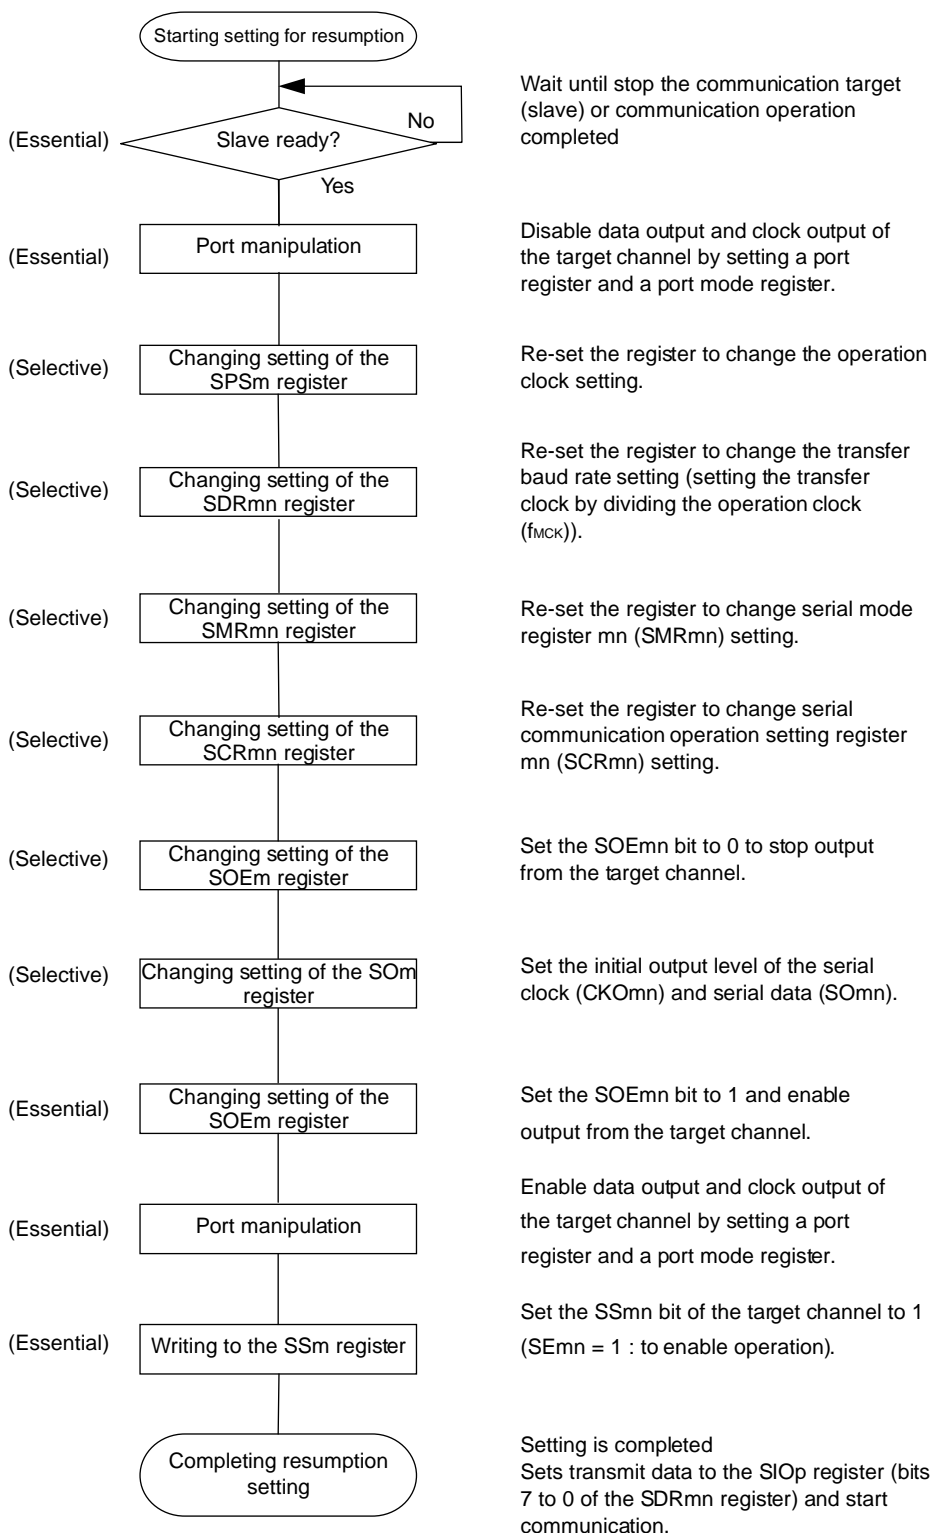 Starting setting for resumption
Wait until stop the communication target
(slave) or communication operation
completed
(Essential)
Slave ready?
No
Yes
(Essential)
Port manipulation
Disable data output and clock output of
the target channel by setting a port
register and a port mode register.
(Selective)
Changing setting of the
SPSm register
Re-set the register to change the operation
clock setting.
(Selective)
Changing setting of the
SDRmn register
Re-set the register to change the transfer
baud rate setting (setting the transfer
clock by dividing the operation clock
(fMCK)).
(Selective)
Changing setting of the
SMRmn register
Re-set the register to change serial mode
register mn (SMRmn) setting.
(Selective)
Changing setting of the
SCRmn register
Re-set the register to change serial
communication operation setting register
mn (SCRmn) setting.
(Selective)
Changing setting of the
SOEm register
Set the SOEmn bit to 0 to stop output
from the target channel.
(Selective)
Changing setting of the SOm
register
Set the initial output level of the serial
clock (CKOmn) and serial data (SOmn).
(Essential)
Changing setting of the
SOEm register
Set the SOEmn bit to 1 and enable
output from the target channel.
(Essential)
Port manipulation
Enable data output and clock output of
the target channel by setting a port
register and a port mode register.
(Essential)
Writing to the SSm register
Set the SSmn bit of the target channel to 1
(SEmn = 1 : to enable operation).
Completing resumption
setting
Setting is completed
Sets transmit data to the SIOp register (bits
7 to 0 of the SDRmn register) and start
communication.